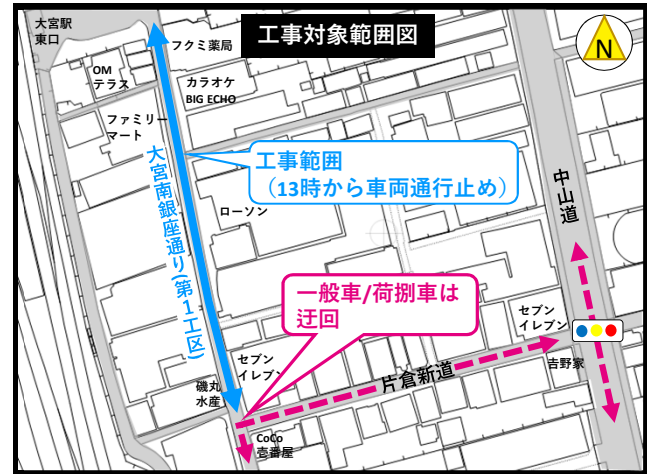 工事対象範囲図
大宮駅
東口
フクミ薬局
N
OM
テラス
カラオケ
BIG ECHO
ファミリー
マート
工事範囲
（13時から車両通行止め）
大宮南銀座通り(第１工区)
中山道
ローソン
一般車/荷捌車は
迂回
セブン
イレブン
セブン
イレブン
𠮷野家
片倉新道
磯丸
水産
CoCo
壱番屋